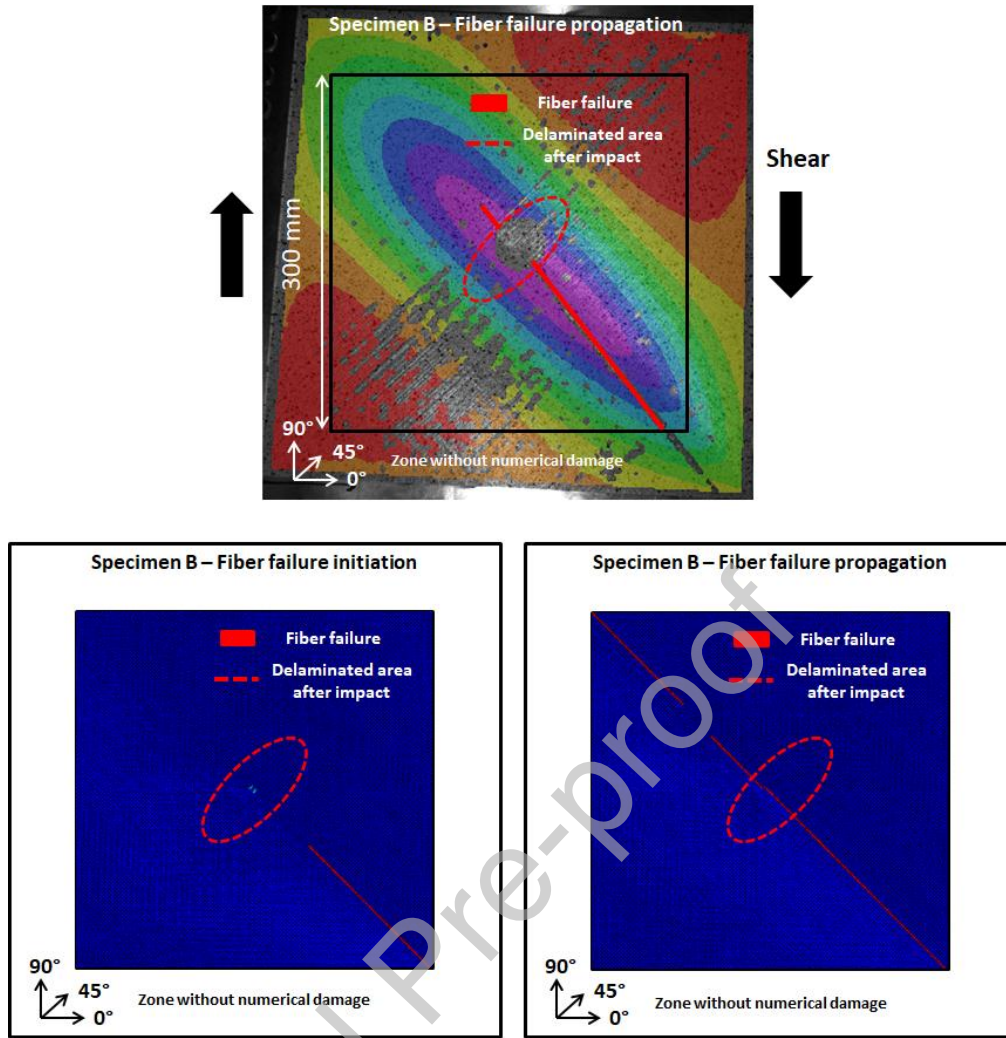 Specimen B – Fiber failure propagation
Fiber failure
Delaminated area
after impact
Shear
300 mm
90°
45°
0°
Zone without numerical damage
Specimen B – Fiber failure initiation
Fiber failure
Delaminated area
after impact
90°
45°
0°
Zone without numerical damage
Specimen B – Fiber failure propagation
Fiber failure
Delaminated area
after impact
90°
45°
0°
Zone without numerical damage
Pre-proof